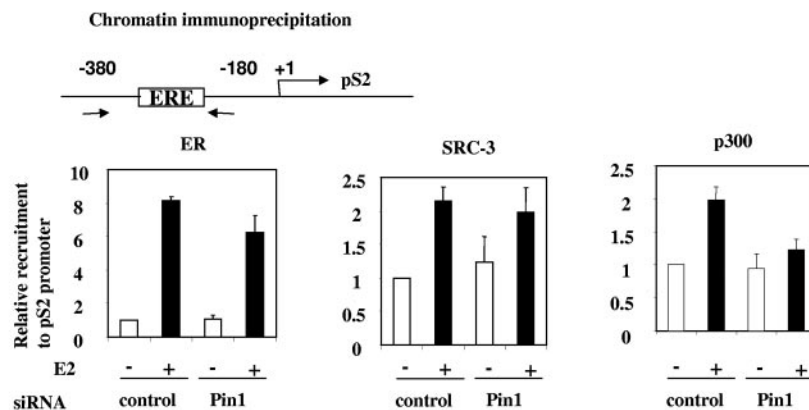 Chromatin immunoprecipitation
-380 -180 +1
pS2
ERE
ER
SRC-3
p300
Relative recruitment
to pS2 promoter
10
8
6
4
2
0
2.5
2
1.5
1
0.5
0
2.5
2
1.5
1
0.5
0
E2 - + - + - + - + - + - +
siRNA control Pin1 control Pin1 control Pin1